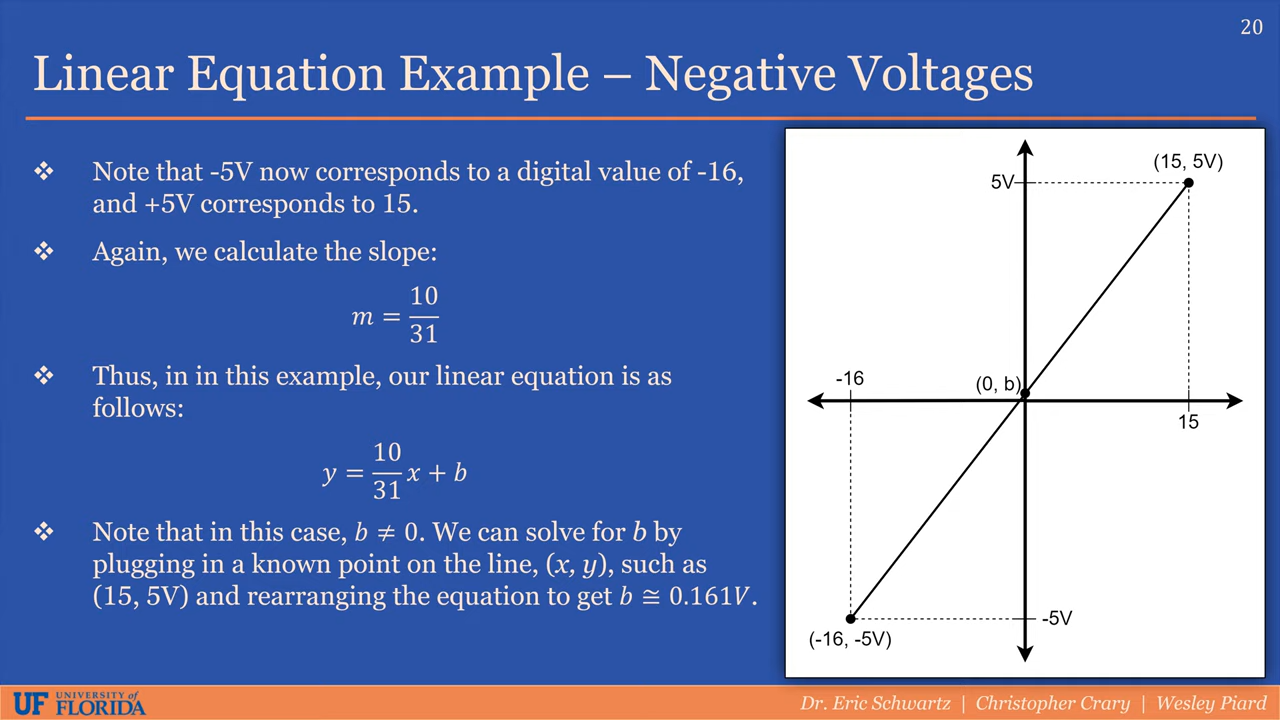 20
Linear Equation Example – Negative Voltages
❖ Note that -5V now corresponds to a digital value of -16,
and +5V corresponds to 15.
❖ Again, we calculate the slope:
m = 10/31
❖ Thus, in in this example, our linear equation is as
follows:
y = 10/31 x + b
❖ Note that in this case, b ≠ 0. We can solve for b by
plugging in a known point on the line, (x, y), such as
(15, 5V) and rearranging the equation to get b ≅ 0.161V.
(15, 5V)
5V
-16
(0, b)
15
-5V
(-16, -5V)
UF UNIVERSITY of
FLORIDA
Dr. Eric Schwartz | Christopher Crary | Wesley Piard